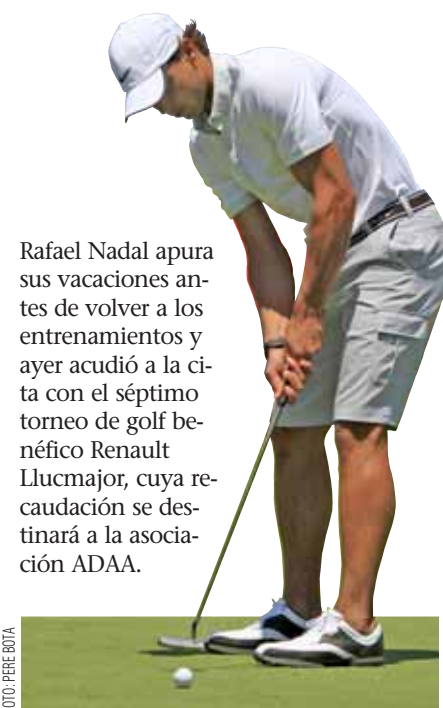 Rafael Nadal apura
sus vacaciones an-
tes de volver a los
entrenamientos y
ayer acudió a la ci-
ta con el séptimo
torneo de golf be-
néfico Renault
Llucmajor, cuya re-
caudación se des-
tinará a la asocia-
ción ADAA.
OTO: PERE BOTA